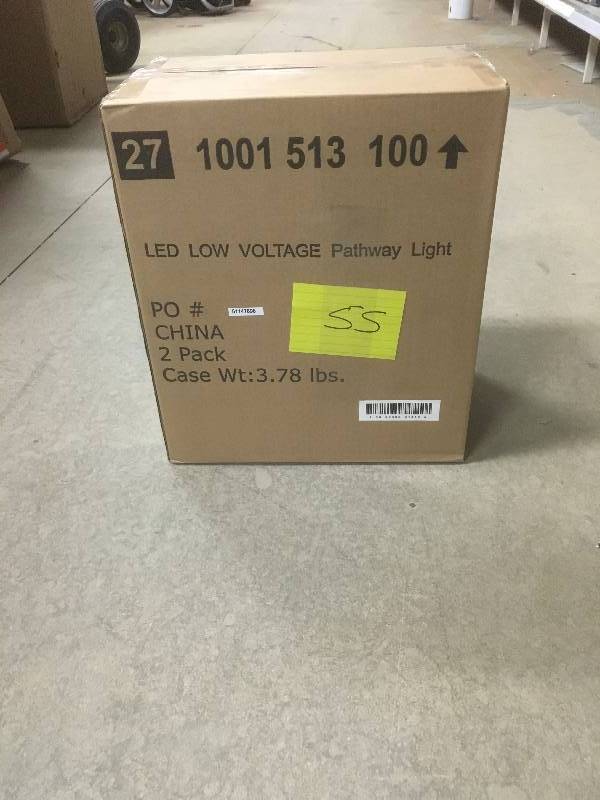 27 1001 513 100
LED LOW VOLTAGE Pathway Light
PO #
CHINA
2 Pack
Case Wt:3.78 lbs.
SS